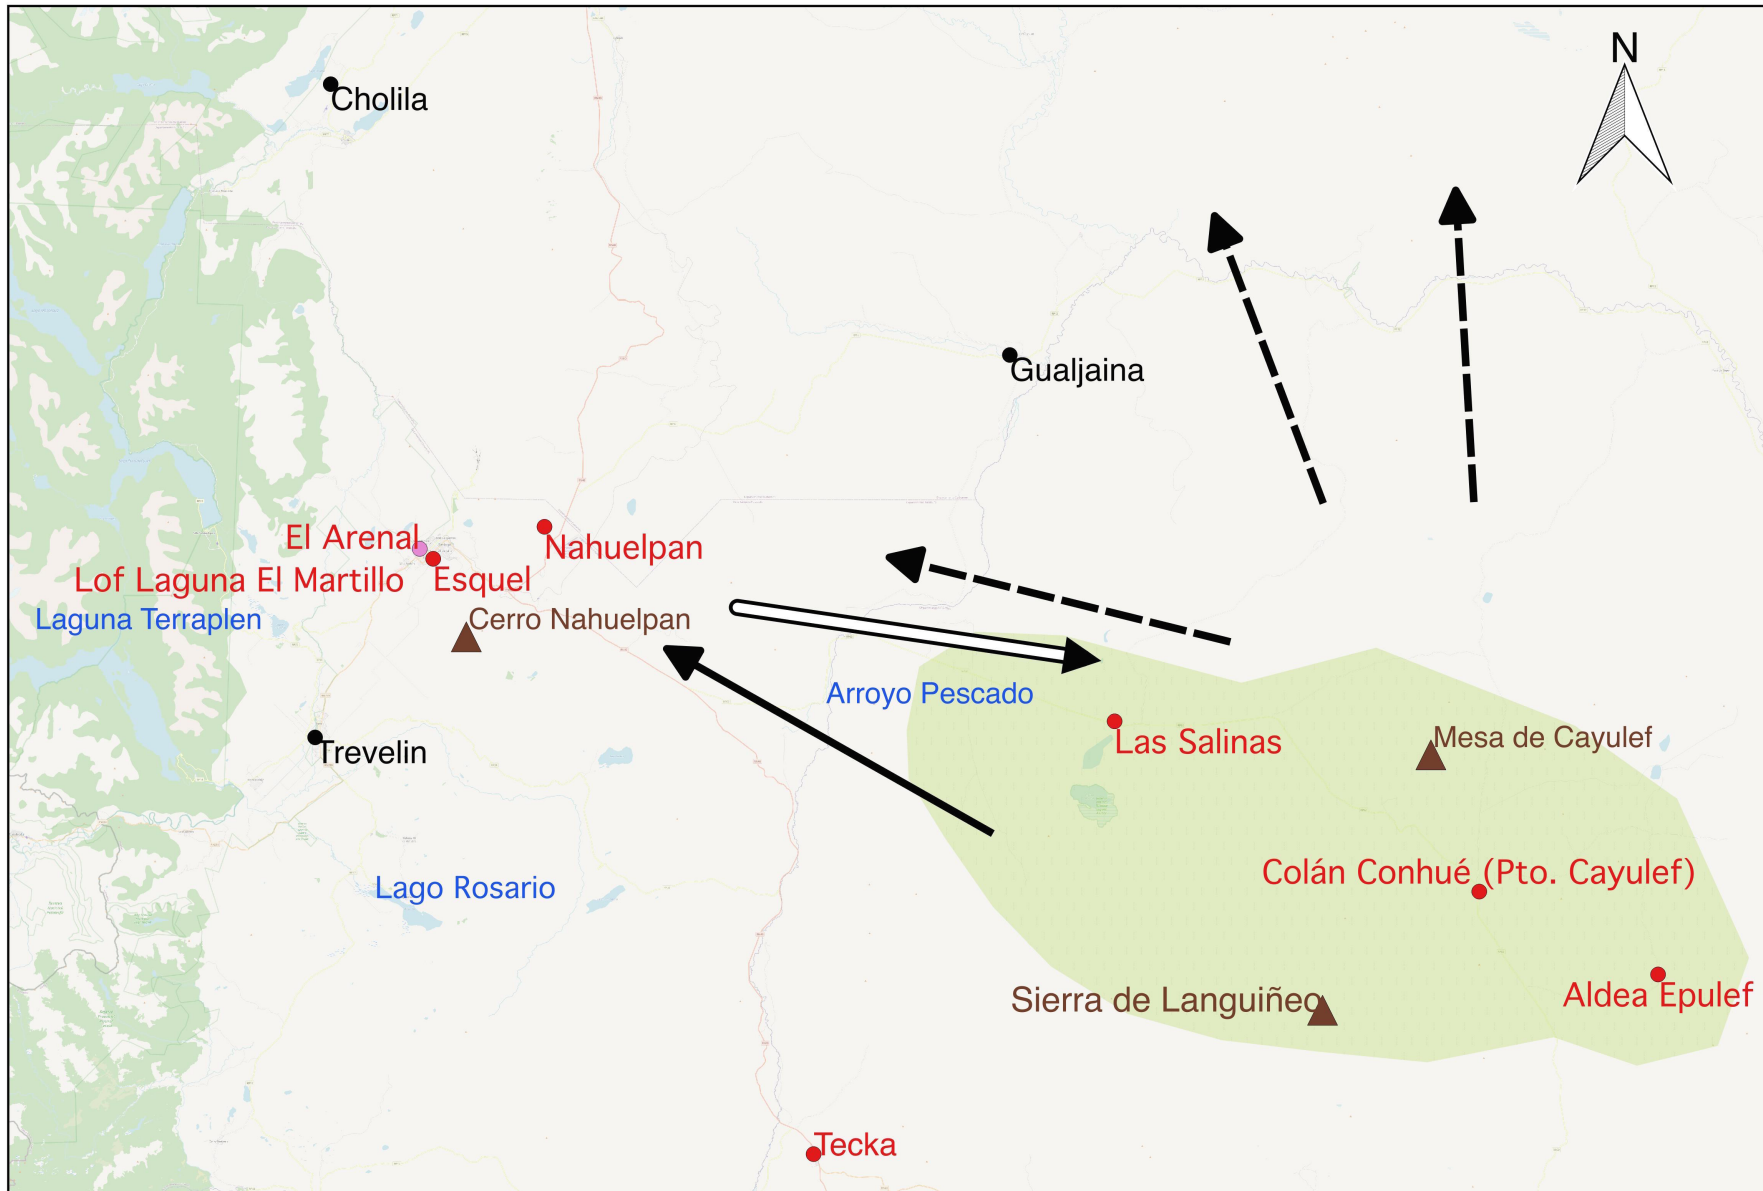 N
Cholila
Gualjaina
El Arenal
Nahuelpan
Lof Laguna El Martillo
Esquel
Laguna Terraplen
Cerro Nahuelpan
Arroyo Pescado
Las Salinas
Mesa de Cayulef
Trevelin
Colán Conhué (Pto. Cayulef)
Lago Rosario
Sierra de Languiñeo
Aldea Epulef
Tecka